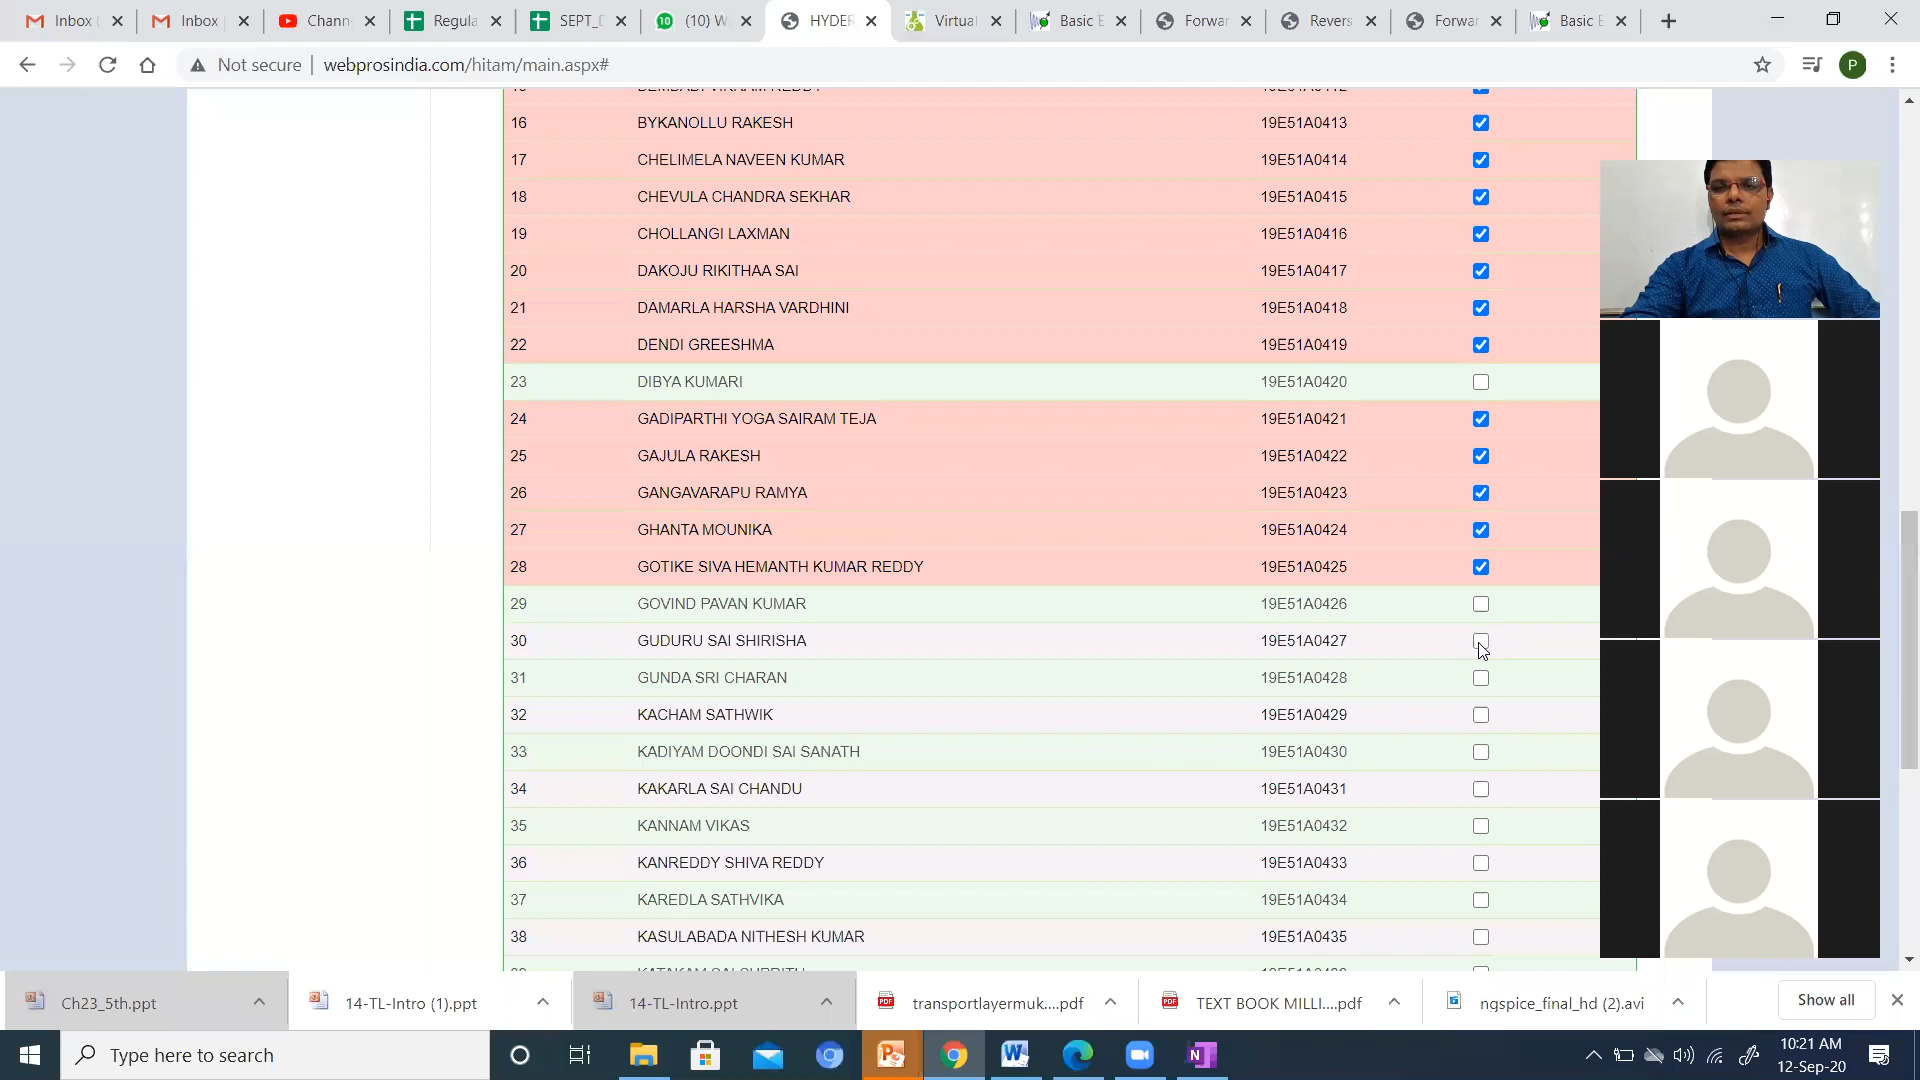 Inbox (
Inbox
Chann
Regula
SEPT_D
(10) W
HYDER
Virtual
Basic E
Forwar
Revers
Forwar
Basic E
Not secure
webprosindia.com/hitam/main.aspx#
P
16 BYKANOLLU RAKESH 19E51A0413
17 CHELIMELA NAVEEN KUMAR 19E51A0414
18 CHEVULA CHANDRA SEKHAR 19E51A0415
19 CHOLLANGI LAXMAN 19E51A0416
20 DAKOJU RIKITHAA SAI 19E51A0417
21 DAMARLA HARSHA VARDHINI 19E51A0418
22 DENDI GREESHMA 19E51A0419
23 DIBYA KUMARI 19E51A0420
24 GADIPARTHI YOGA SAIRAM TEJA 19E51A0421
25 GAJULA RAKESH 19E51A0422
26 GANGAVARAPU RAMYA 19E51A0423
27 GHANTA MOUNIKA 19E51A0424
28 GOTIKE SIVA HEMANTH KUMAR REDDY 19E51A0425
29 GOVIND PAVAN KUMAR 19E51A0426
30 GUDURU SAI SHIRISHA 19E51A0427
31 GUNDA SRI CHARAN 19E51A0428
32 KACHAM SATHWIK 19E51A0429
33 KADIYAM DOONDI SAI SANATH 19E51A0430
34 KAKARLA SAI CHANDU 19E51A0431
35 KANNAM VIKAS 19E51A0432
36 KANREDDY SHIVA REDDY 19E51A0433
37 KAREDLA SATHVIKA 19E51A0434
38 KASULABADA NITHESH KUMAR 19E51A0435
Ch23_5th.ppt
14-TL-Intro (1).ppt
14-TL-Intro.ppt
transportlayermuk....pdf
TEXT BOOK MILLI....pdf
ngspice_final_hd (2).avi
Show all
Type here to search
10:21 AM
12-Sep-20